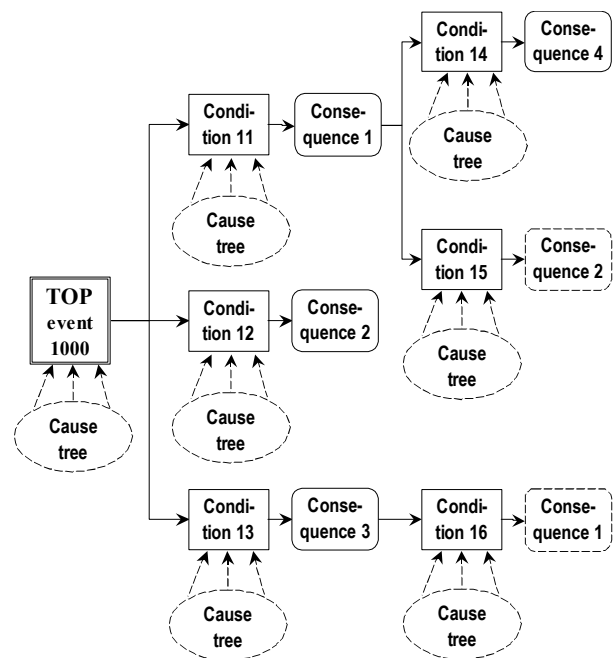 Condi-
tion 14
Conse-
quence 4
Cause
tree
Condi-
tion 11
Conse-
quence 1
Cause
tree
Condi-
tion 15
Conse-
quence 2
Cause
tree
TOP
event
1000
Cause
tree
Condi-
tion 12
Conse-
quence 2
Cause
tree
Condi-
tion 13
Conse-
quence 3
Condi-
tion 16
Conse-
quence 1
Cause
tree
Cause
tree